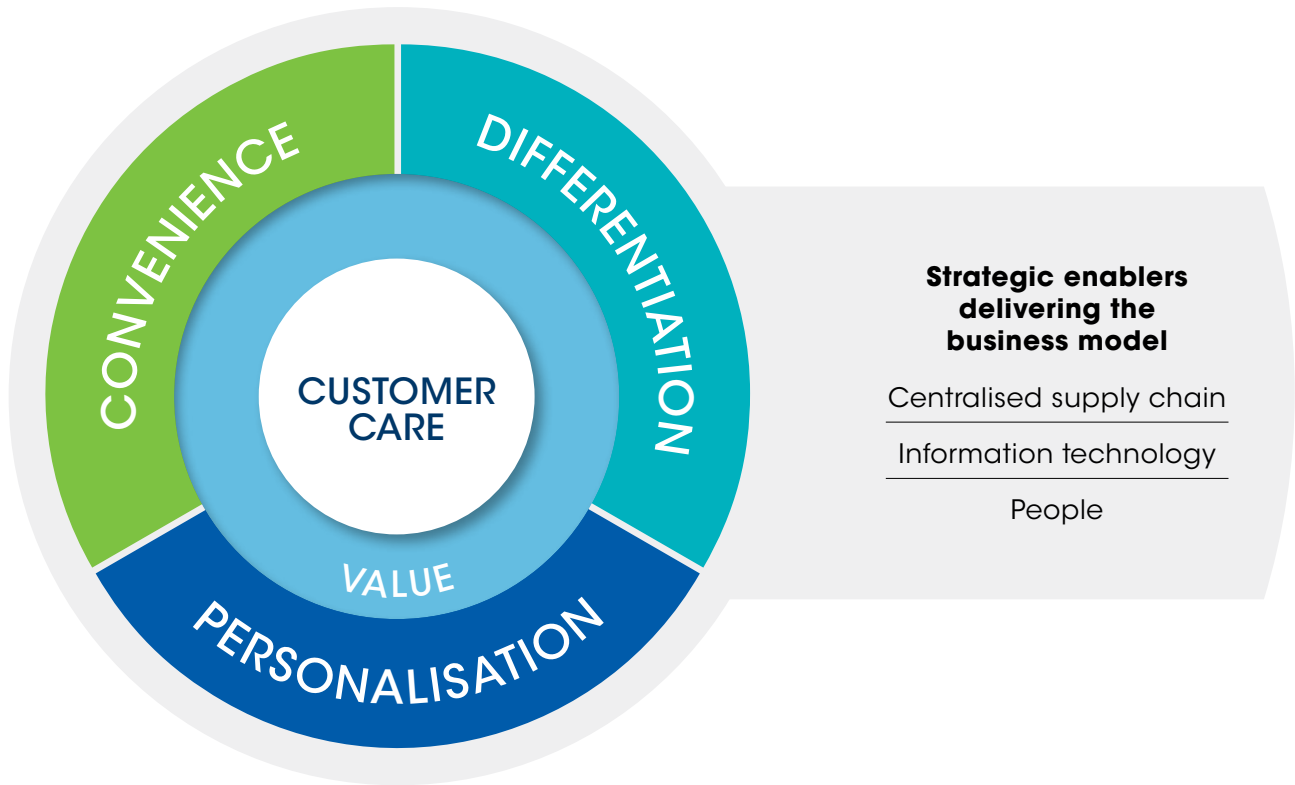 CONVENIENCE
DIFFERENTIATION
CUSTOMER
CARE
VALUE
PERSONALISATION
Strategic enablers
delivering the
business model
Centralised supply chain
Information technology
People